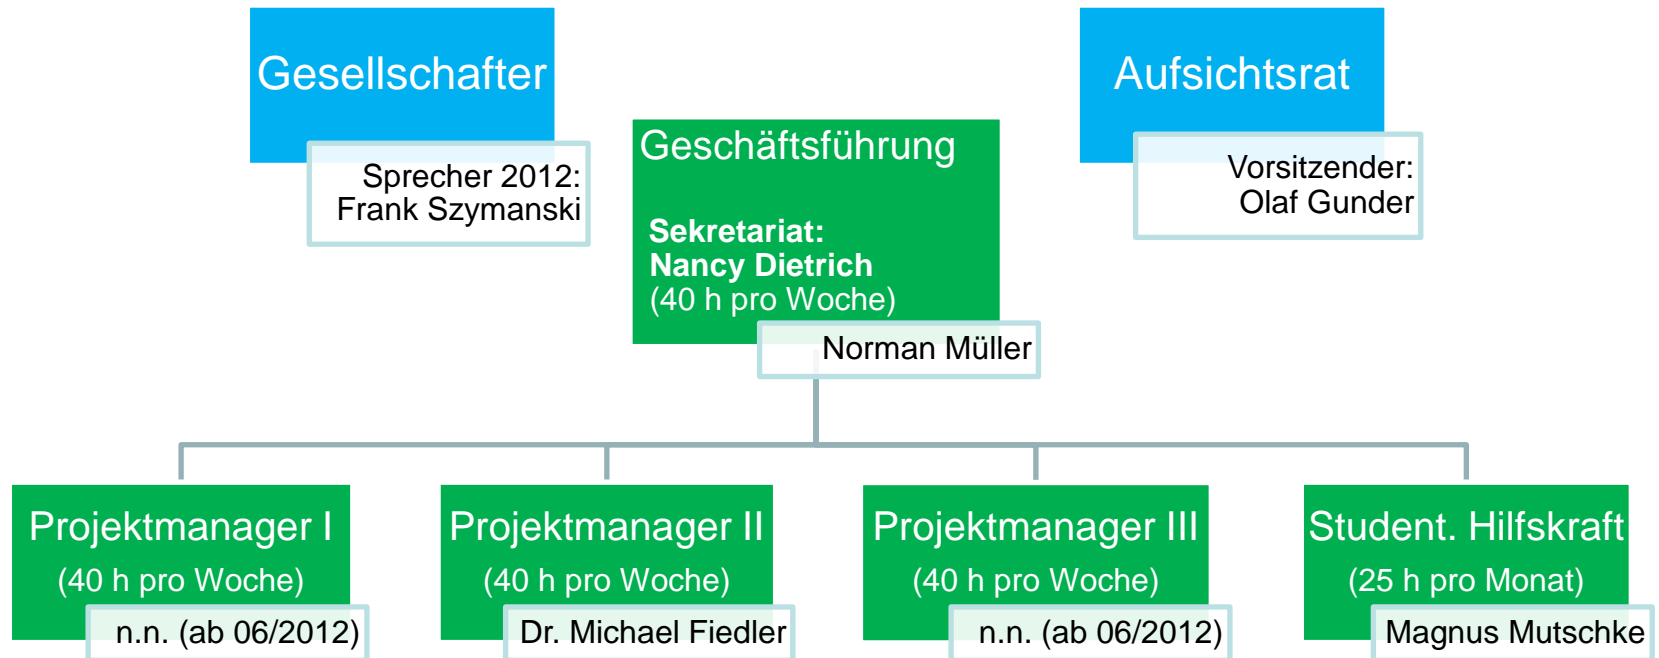 Gesellschafter
Sprecher 2012:
Frank Szymanski
Aufsichtsrat
Vorsitzender:
Olaf Gunder
Geschäftsführung
Sekretariat:
Nancy Dietrich
(40 h pro Woche)
Norman Müller
Projektmanager I
(40 h pro Woche)
n.n. (ab 06/2012)
Projektmanager II
(40 h pro Woche)
Dr. Michael Fiedler
Projektmanager III
(40 h pro Woche)
n.n. (ab 06/2012)
Student. Hilfskraft
(25 h pro Monat)
Magnus Mutschke